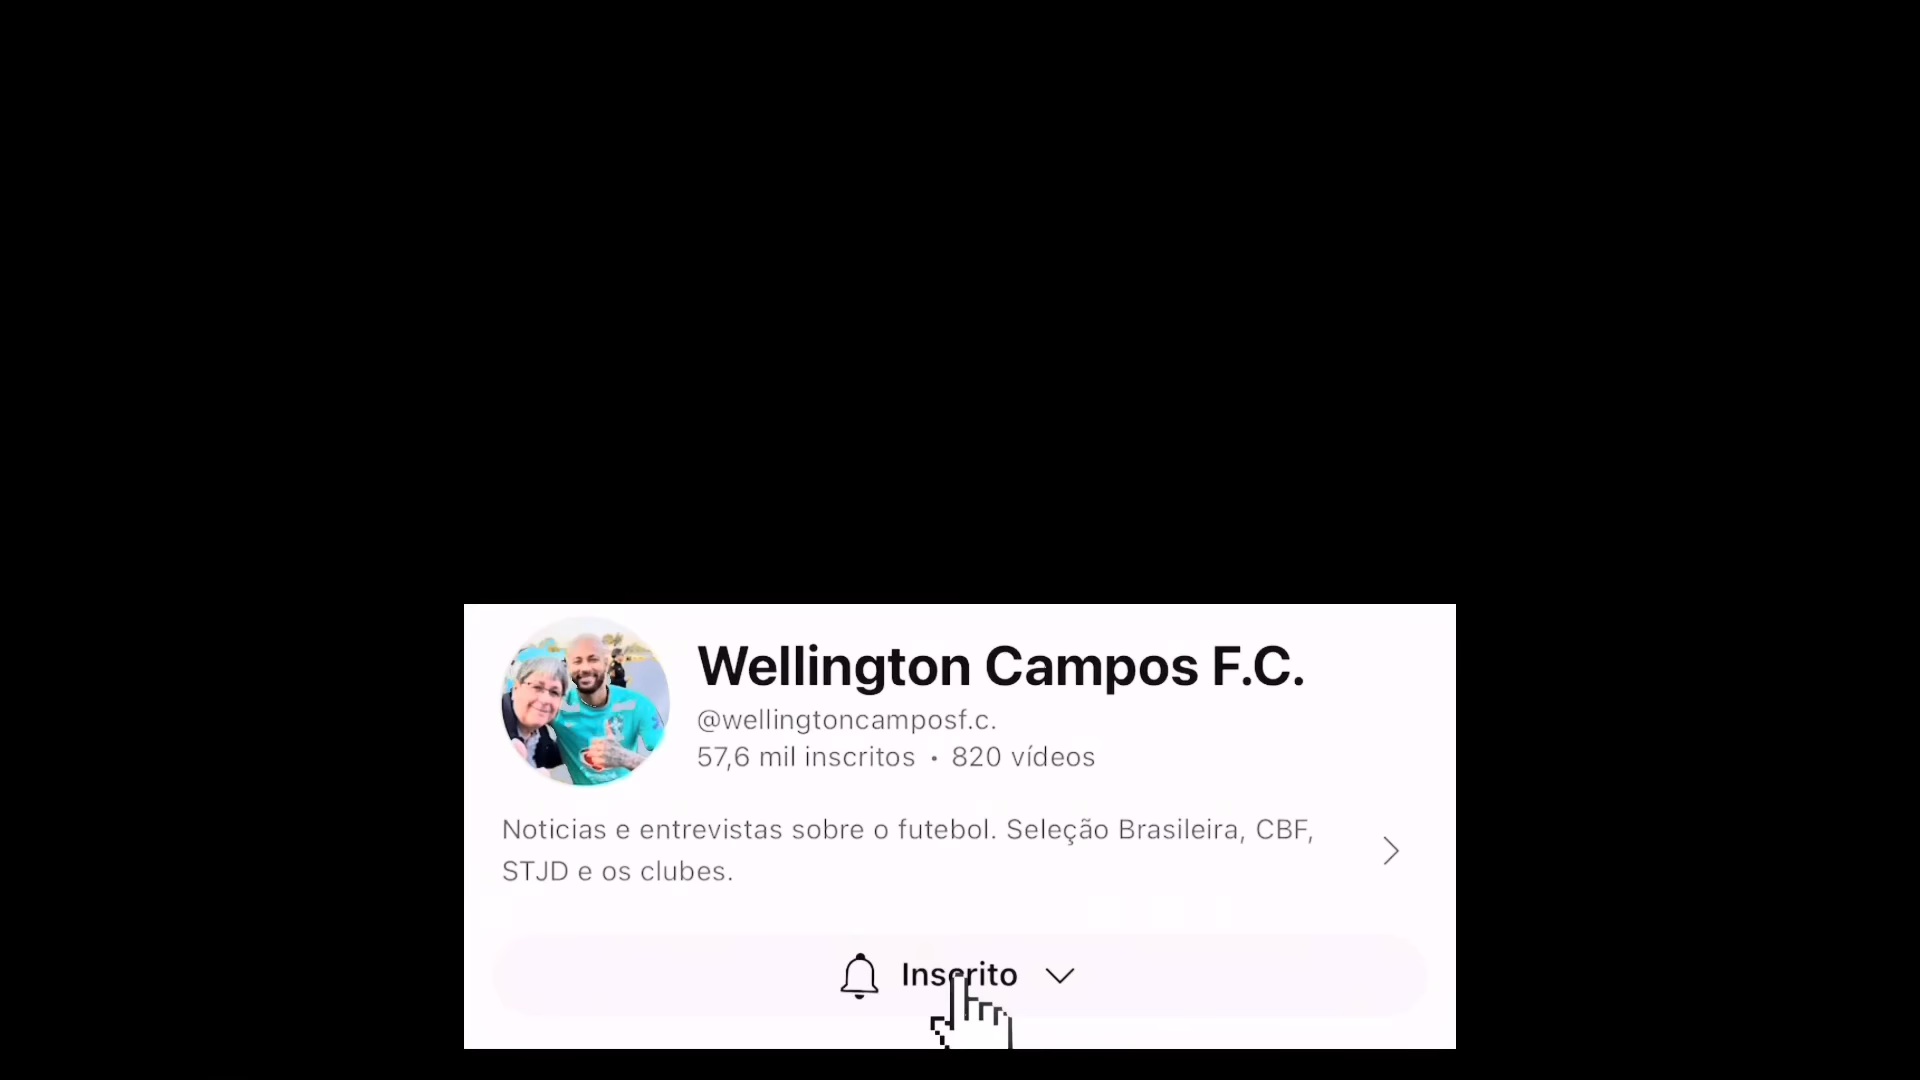 Wellington Campos F.C.
@wellingtoncamposf.c.
57,6 mil inscritos • 820 vídeos
Noticias e entrevistas sobre o futebol. Seleção Brasileira, CBF,
STJD e os clubes.
Inscrito